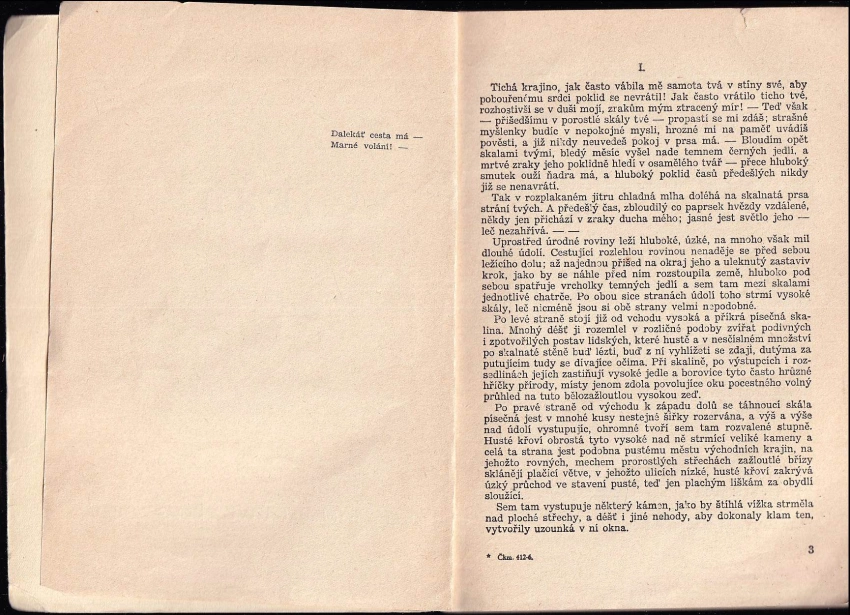 Dalekáť cesta má —
Marné volání! —
I.
Tichá krajino, jak často vábila mě samota tvá v stíny své, aby
pobouřenému srdci poklid se nevrátil! Jak často vrátilo ticho tvé,
rozhostivši se v duši mojí, zrakům mým ztracený mír! — Teď však
— přišedšímu v porostlé skály tvé — propastí se mi zdáš; strašné
myšlenky budíc v nepokojné mysli, hrozné mi na paměť uvádíš
pověsti, a již nikdy neuvedeš pokoj v prsa má. — Bloudím opět
skalami tvými, bledý měsíc vyšel nade temnem černých jedlí, a
mrtvé zraky jeho poklidně hledí v osamělého tvář — přece hluboký
smutek ouží ňadra má, a hluboký poklid časů předešlých nikdy
již se nenavrátí.
Tak v rozplakaném jitru chladná mlha doléhá na skalnatá prsa
strání tvých. A předešlý čas, zbloudilý co paprsek hvězdy vzdálené,
někdy jen přichází v zraky ducha mého; jasné jest světlo jeho —
leč nezahřívá. — —
Uprostřed úrodné roviny leží hluboké, úzké, na mnoho však mil
dlouhé údolí. Cestující rozlehlou rovinou nenaděje se před sebou
ležícího dolu; až najednou přišed na okraj jeho a uleknutý zastaviv
krok, jako by se náhle před ním rozstoupila země, hluboko pod
sebou spatřuje vrcholky temných jedlí a sem tam mezi skalami
jednotlivé chatrče. Po obou sice stranách údolí toho strmí vysoké
skály, leč nicméně jsou si obě strany velmi nepodobné.
Po levé straně stojí již od vchodu vysoká a příkrá písečná ska-
lina. Mnohý déšť ji rozemlel v rozličné podoby zvířat podivných
i zpotvořilých postav lidských, které hustě a v nesčíslném množství
po skalnaté stěně buď lézti, buď z ní vyhlížeti se zdají, dutýma za
putujícím tudy se dívajíce očima. Při skalině, po výstupcích i roz-
sedlinách jejích zastiňují vysoké jedle a borovice tyto často hrůzné
hříčky přírody, místy jenom zdola povolujíce oku pocestného volný
průhled na tuto bělozažloutlou vysokou zeď.
Po pravé straně od východu k západu dolů se táhnoucí skála
písečná jest v mnohé kusy nestejné šířky rozervána, a výš a výše
nad údolí vystupujíc, ohromné tvoří sem tam rozvalené stupně.
Husté křoví obrostá tyto vysoké nad ně strmící veliké kameny a
celá ta strana jest podobna pustému městu východních krajin, na
jehožto rovných, mechem prorostlých střechách zažloutlé břízy
sklánějí plačící větve, v jehožto ulicích nízké, husté křoví zakrývá
úzký průchod ve stavení pusté, teď jen plachým liškám za obydlí
sloužící.
Sem tam vystupuje některý kámen, jako by štíhlá vížka strměla
nad ploché střechy, a déšť i jiné nehody, aby dokonaly klam ten,
vytvořily uzounká v ní okna.
* Čkm. 412-6.
3